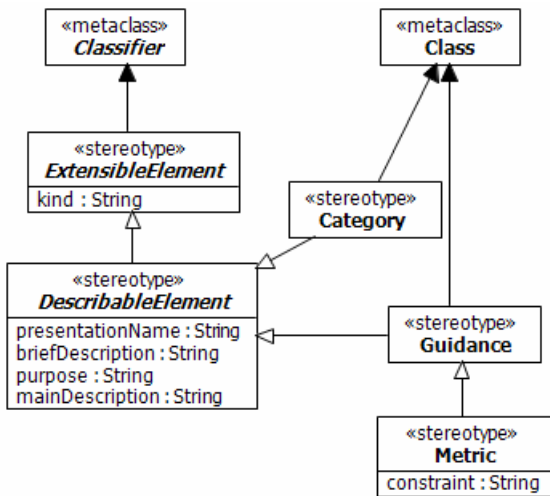 «metaclass»
Classifier
«metaclass»
Class
«stereotype»
ExtensibleElement
kind : String
«stereotype»
Category
«stereotype»
DescribableElement
presentationName : String
briefDescription : String
purpose : String
mainDescription : String
«stereotype»
Guidance
«stereotype»
Metric
constraint : String